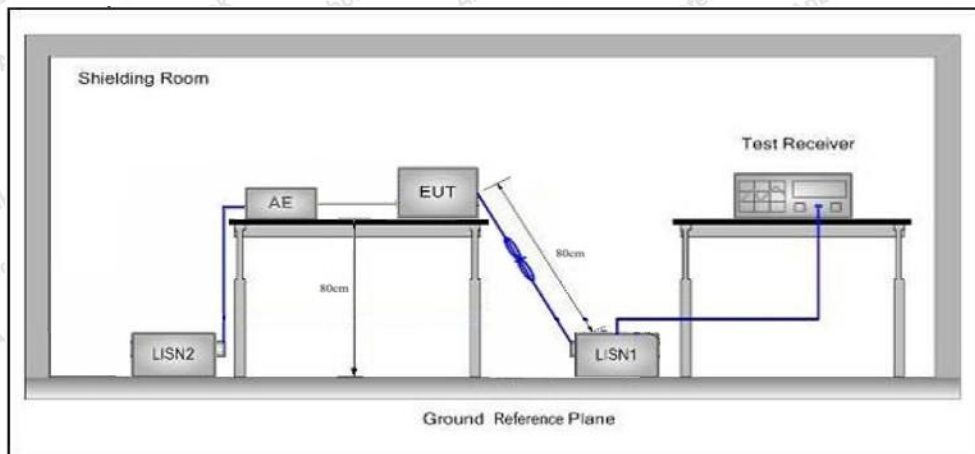 Shielding Room
Test Receiver
AE
EUT
80cm
80cm
LISN2
LISN1
Ground Reference Plane